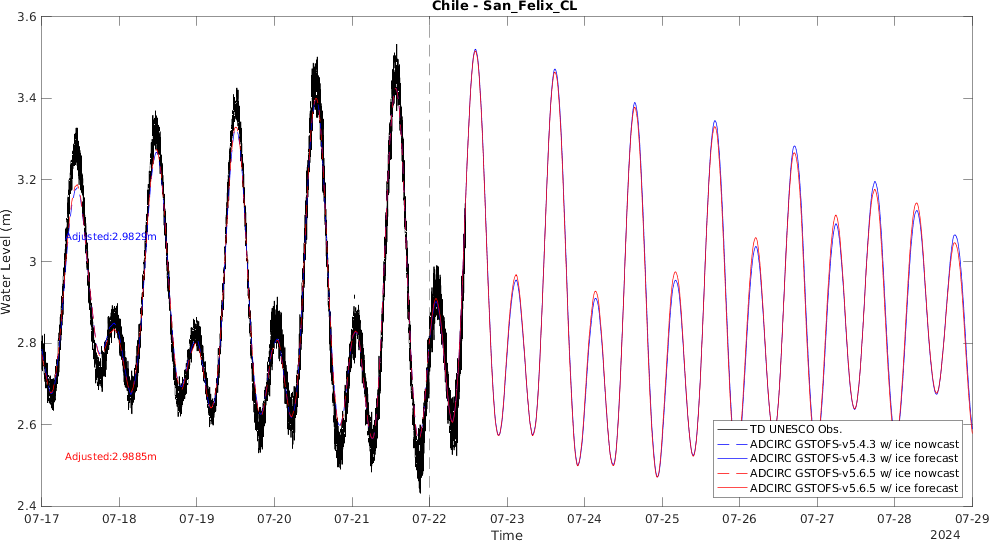 Chile - San_Felix_CL
3.6
3.4
3.2
3
2.8
2.6
2.4
Water Level (m)
Adjusted:2.9829m
Adjusted:2.9885m
TD UNESCO Obs.
ADCIRC GSTOFS-v5.4.3 w/ ice nowcast
ADCIRC GSTOFS-v5.4.3 w/ ice forecast
ADCIRC GSTOFS-v5.6.5 w/ ice nowcast
ADCIRC GSTOFS-v5.6.5 w/ ice forecast
07-17 07-18 07-19 07-20 07-21 07-22 07-23 07-24 07-25 07-26 07-27 07-28 07-29
Time
2024